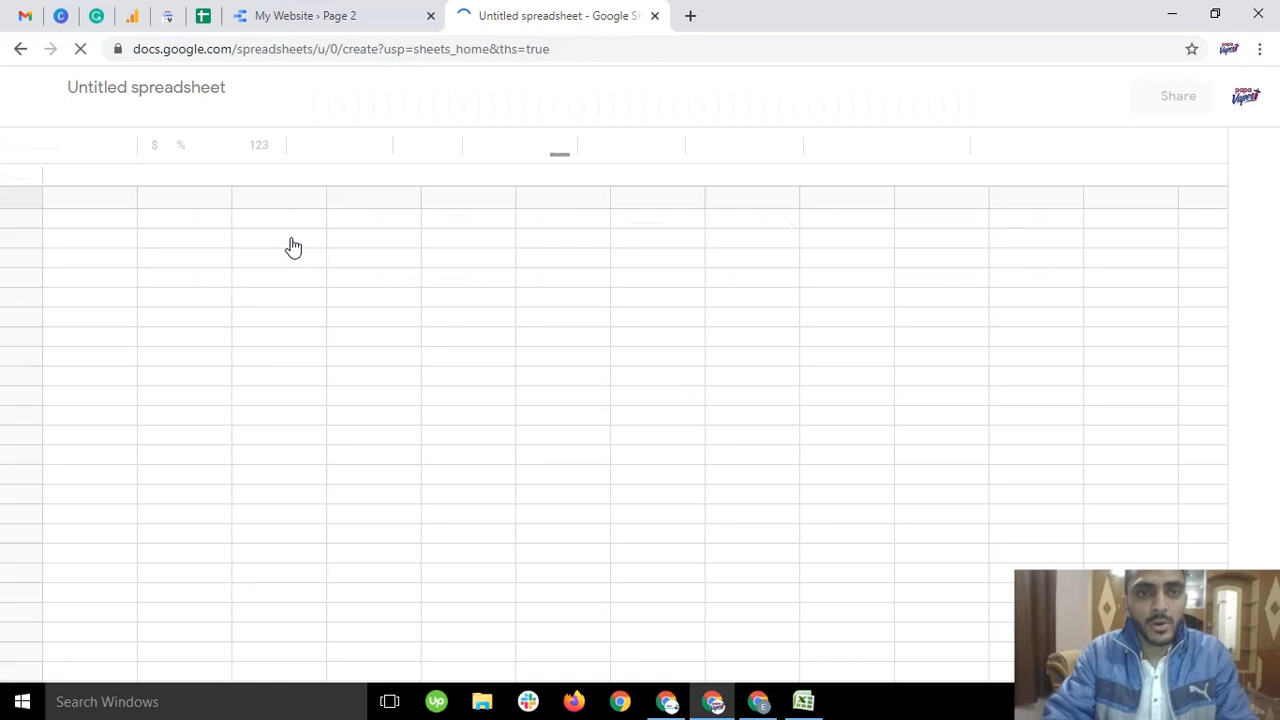 My Website › Page 2
Untitled spreadsheet - Google S
docs.google.com/spreadsheets/u/0/create?usp=sheets_home&ths=true
Untitled spreadsheet
Share
$ % 123
Search Windows